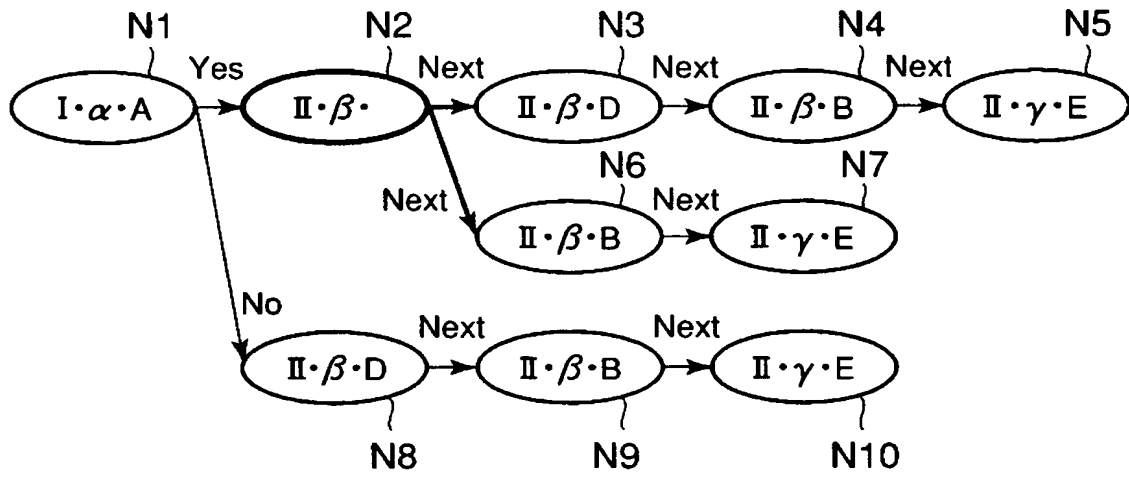 N1 N2 N3 N4 N5
Yes Next Next Next
I・α・A II・β・ II・β・D II・β・B II・γ・E
N6 N7
Next Next
II・β・B II・γ・E
No Next Next
II・β・D II・β・B II・γ・E
N8 N9 N10